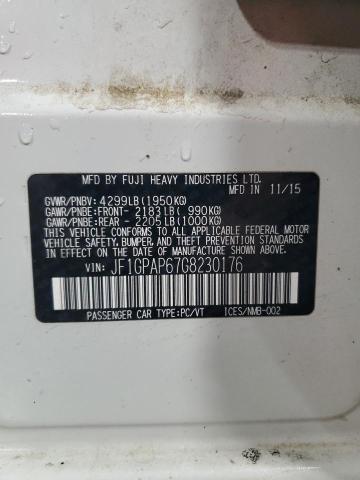 MFD BY FUJI HEAVY INDUSTRIES LTD.
MFD IN 11/15
GVWR/PNBV: 4299LB(1950KG)
GAWR/PNBE:FRONT- 2183LB( 990KG)
GAWR/PNBE:REAR - 2205LB(1000KG)
THIS VEHICLE CONFORMS TO ALL APPLICABLE FEDERAL MOTOR
VEHICLE SAFETY, BUMPER AND THEFT PREVENTION STANDARDS
IN EFFECT ON THE DATE OF MANUFACTURE SHOWN ABOVE.
VIN: JF1GPAP67G8230176
PASSENGER CAR TYPE:PC/VT ICES/NMB-002